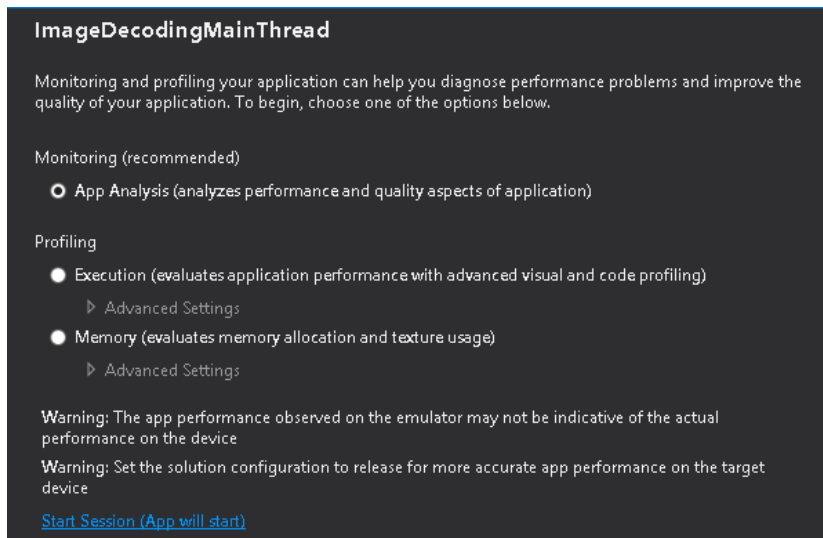 ImageDecodingMainThread
Monitoring and profiling your application can help you diagnose performance problems and improve the
quality of your application. To begin, choose one of the options below.
Monitoring (recommended)
App Analysis (analyzes performance and quality aspects of application)
Profiling
Execution (evaluates application performance with advanced visual and code profiling)
Advanced Settings
Memory (evaluates memory allocation and texture usage)
Advanced Settings
Warning: The app performance observed on the emulator may not be indicative of the actual
performance on the device
Warning: Set the solution configuration to release for more accurate app performance on the target
device
Start Session (App will start)